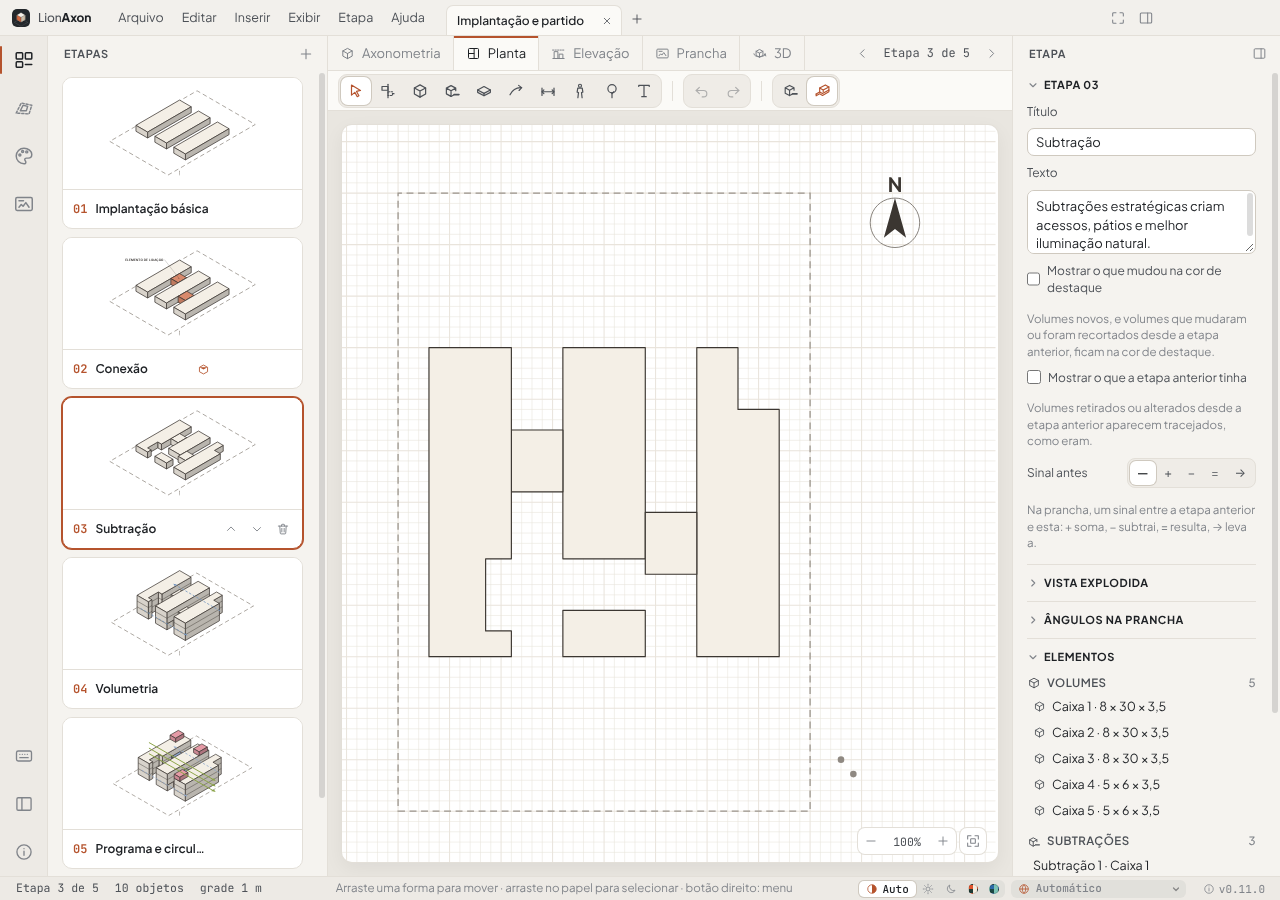 LionAxon
Arquivo
Editar
Inserir
Exibir
Etapa
Ajuda
Implantação e partido
ETAPAS
Axonometria
Planta
Elevação
Prancha
3D
Etapa 3 de 5
ETAPA
01 Implantação básica
ELEMENTO DE LIGAÇÃO
02 Conexão
03 Subtração
04 Volumetria
05 Programa e circul...
N
100%
ETAPA 03
Título
Subtração
Texto
Subtrações estratégicas criam
acessos, pátios e melhor
iluminação natural.
Mostrar o que mudou na cor de
destaque
Volumes novos, e volumes que mudaram
ou foram recortados desde a etapa
anterior, ficam na cor de destaque.
Mostrar o que a etapa anterior tinha
Volumes retirados ou alterados desde a
etapa anterior aparecem tracejados,
como eram.
Sinal antes
— + − = →
Na prancha, um sinal entre a etapa anterior
e esta: + soma, − subtrai, = resulta, → leva
a.
VISTA EXPLODIDA
ÂNGULOS NA PRANCHA
ELEMENTOS
VOLUMES 5
Caixa 1 · 8 × 30 × 3,5
Caixa 2 · 8 × 30 × 3,5
Caixa 3 · 8 × 30 × 3,5
Caixa 4 · 5 × 6 × 3,5
Caixa 5 · 5 × 6 × 3,5
SUBTRAÇÕES 3
Subtração 1 · Caixa 1
Etapa 3 de 5
10 objetos
grade 1 m
Arraste uma forma para mover · arraste no papel para selecionar · botão direito: menu
Auto
Automático
v0.11.0